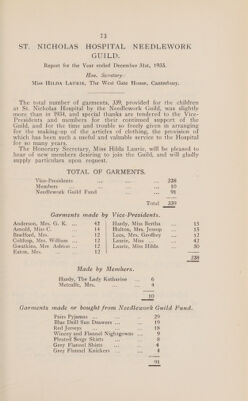 73
ST. NICHOLAS HOSPITAL NEEDLEWORK
GUILD.
Report for the Year ended December 31st, 1935.
Hon. Secretary:
Miss HILDA LAURIE, The West Gate House, Canterbury.
The total number of garments, 339, provided for the children
at St. Nicholas Hospital by the Needlework Guild, was slightly
more than in 1934, and special thanks are tendered to the Vice-
Presidents and members for their continued support of the
Guild, and for the time and trouble so freely given in arranging
for the making-up of the articles of clothing, the provision of
which has been such a useful and valuable service to the Hospital
for so many years.
The Honorary Secretary, Miss Hilda Laurie, will be pleased to
hear of new members desiring to join the Guild, and will gladly
supply particulars upon request.
TOTAL OF GARMENTS.
Vice-Presidents ... 238
Members ... 10
Needlework Guild Fund ... 91
Total 339
Garments made by Vice-Presidents.
Anderson, Mrs. G. K. ... 42
Arnold, Miss C. ... 14
Bradford, Mrs. ... 12
Collthup, Mrs. William ... 12
Gwatkins, Mrs Ashton ... 12
Eaton, Mrs. ... 12
Hardy, Miss Bertha ... 15
Hulton, Mrs. Jessop ... 15
Lees, Mrs. Geoffrey ... 12
Laurie, Miss ... 42
Laurie, Miss Hilda ... 50
238
Made by Members.
Hardy, The Lady Katharine ... 6
Metcalfe, Mrs. ... 4
10
Garments made or bought from Needlework Guild Fund.
Pairs Pyjamas ... 29
Blue Drill Sun Drawers ... 19
Red Jerseys ... 18
Wincey and Flannel Nightgowns ... 9
Pleated Serge Skirts ... 8
Grey Flannel Skirts ... 4
Grey Flannel Knickers ... 4
91